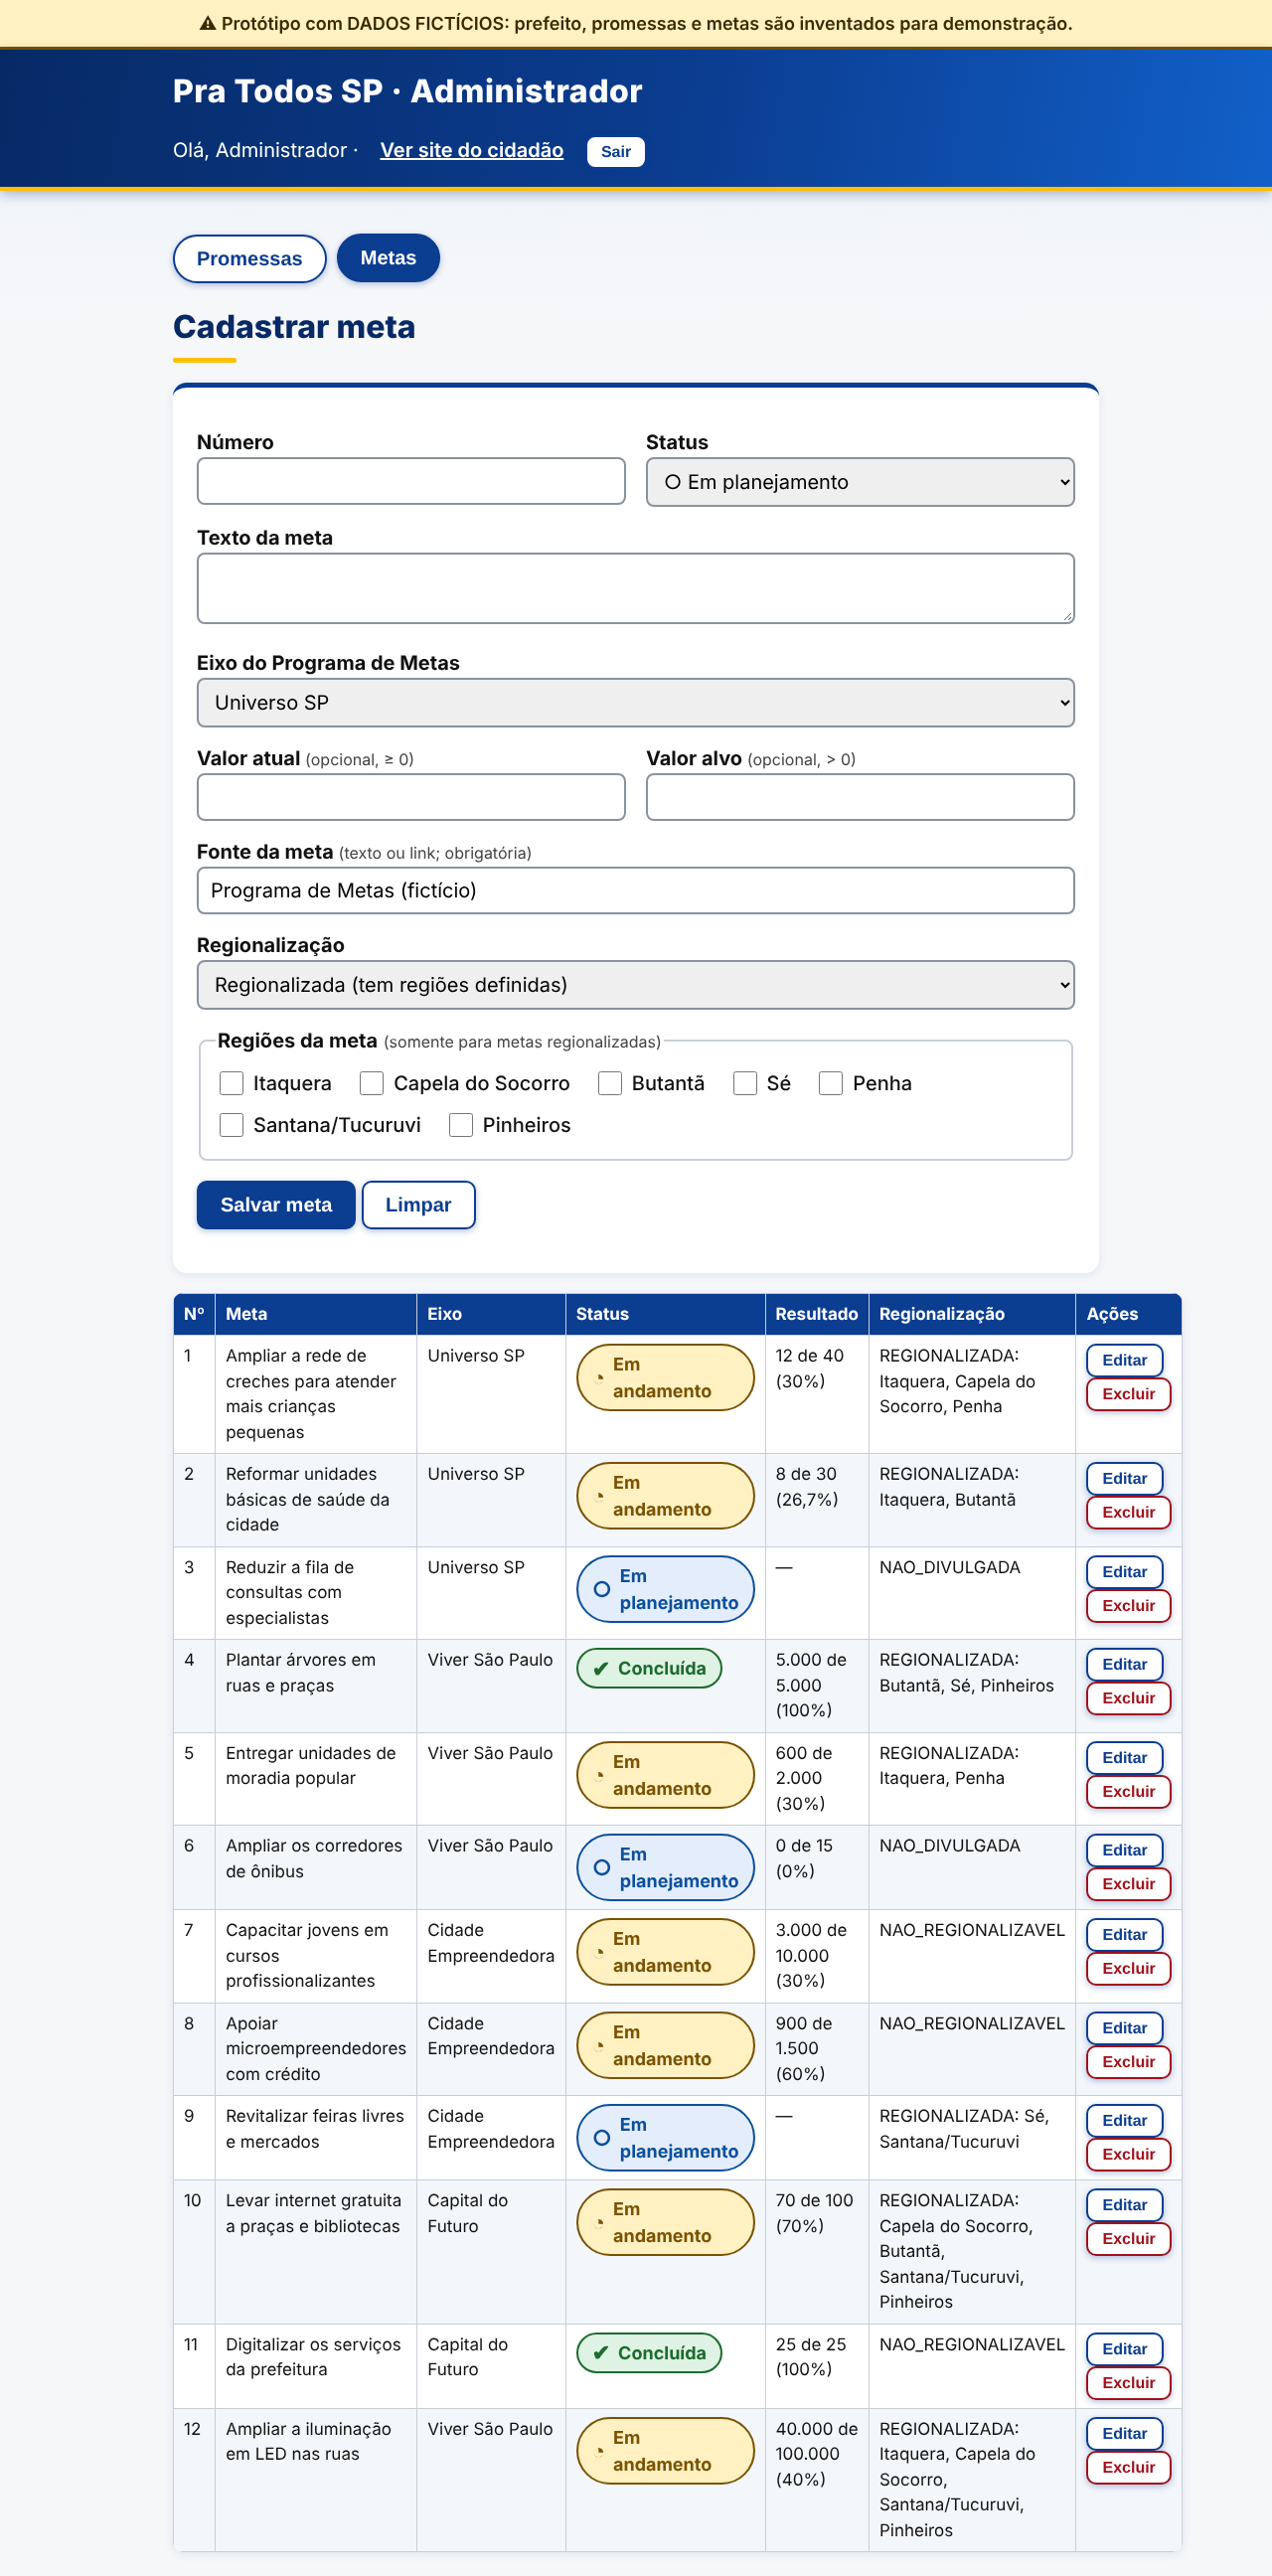 ⚠ Protótipo com DADOS FICTÍCIOS: prefeito, promessas e metas são inventados para demonstração.
Pra Todos SP · Administrador
Olá, Administrador · Ver site do cidadão Sair
Promessas Metas
Cadastrar meta
Número Status
○ Em planejamento
Texto da meta
Eixo do Programa de Metas
Universo SP
Valor atual (opcional, ≥ 0) Valor alvo (opcional, > 0)
Fonte da meta (texto ou link; obrigatória)
Programa de Metas (fictício)
Regionalização
Regionalizada (tem regiões definidas)
Regiões da meta (somente para metas regionalizadas)
Itaquera Capela do Socorro Butantã Sé Penha
Santana/Tucuruvi Pinheiros
Salvar meta Limpar
Nº Meta Eixo Status Resultado Regionalização Ações
1 Ampliar a rede de creches para atender mais crianças pequenas Universo SP Em andamento 12 de 40 (30%) REGIONALIZADA: Itaquera, Capela do Socorro, Penha Editar Excluir
2 Reformar unidades básicas de saúde da cidade Universo SP Em andamento 8 de 30 (26,7%) REGIONALIZADA: Itaquera, Butantã Editar Excluir
3 Reduzir a fila de consultas com especialistas Universo SP ○ Em planejamento — NAO_DIVULGADA Editar Excluir
4 Plantar árvores em ruas e praças Viver São Paulo ✔ Concluída 5.000 de 5.000 (100%) REGIONALIZADA: Butantã, Sé, Pinheiros Editar Excluir
5 Entregar unidades de moradia popular Viver São Paulo Em andamento 600 de 2.000 (30%) REGIONALIZADA: Itaquera, Penha Editar Excluir
6 Ampliar os corredores de ônibus Viver São Paulo ○ Em planejamento 0 de 15 (0%) NAO_DIVULGADA Editar Excluir
7 Capacitar jovens em cursos profissionalizantes Cidade Empreendedora Em andamento 3.000 de 10.000 (30%) NAO_REGIONALIZAVEL Editar Excluir
8 Apoiar microempreendedores com crédito Cidade Empreendedora Em andamento 900 de 1.500 (60%) NAO_REGIONALIZAVEL Editar Excluir
9 Revitalizar feiras livres e mercados Cidade Empreendedora ○ Em planejamento — REGIONALIZADA: Sé, Santana/Tucuruvi Editar Excluir
10 Levar internet gratuita a praças e bibliotecas Capital do Futuro Em andamento 70 de 100 (70%) REGIONALIZADA: Capela do Socorro, Butantã, Santana/Tucuruvi, Pinheiros Editar Excluir
11 Digitalizar os serviços da prefeitura Capital do Futuro ✔ Concluída 25 de 25 (100%) NAO_REGIONALIZAVEL Editar Excluir
12 Ampliar a iluminação em LED nas ruas Viver São Paulo Em andamento 40.000 de 100.000 (40%) REGIONALIZADA: Itaquera, Capela do Socorro, Santana/Tucuruvi, Pinheiros Editar Excluir